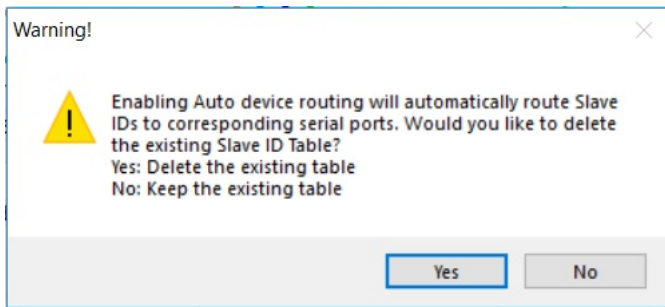 Warning!
Enabling Auto device routing will automatically route Slave
IDs to corresponding serial ports. Would you like to delete
the existing Slave ID Table?
Yes: Delete the existing table
No: Keep the existing table
Yes No